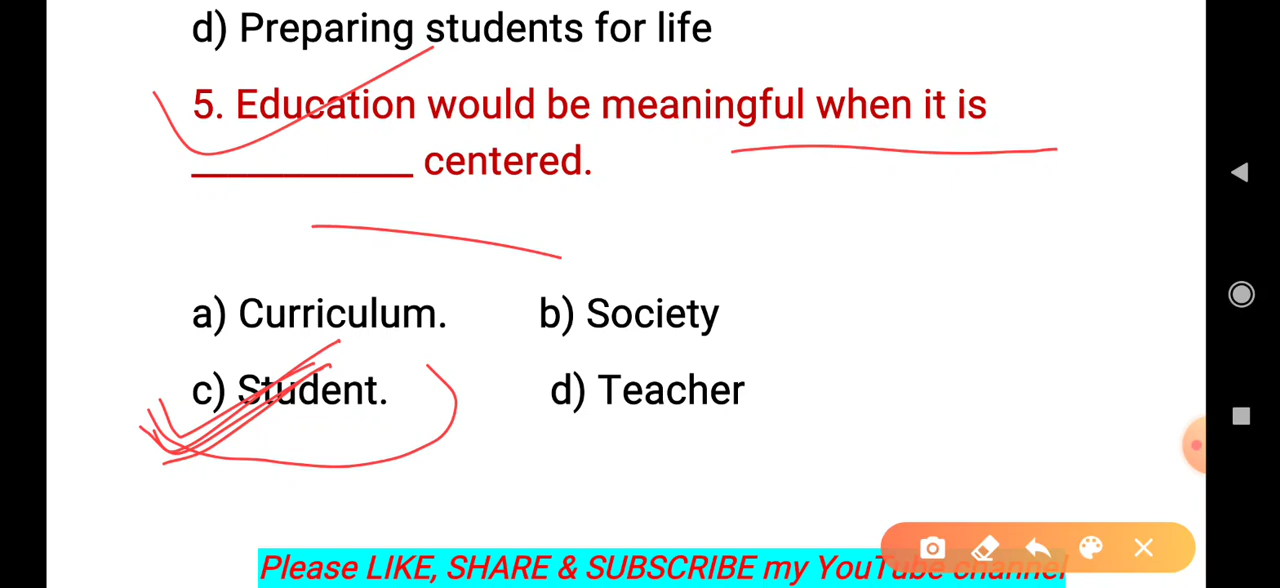 d) Preparing students for life
5. Education would be meaningful when it is
____________ centered.
a) Curriculum. b) Society
c) Student. d) Teacher
Please LIKE, SHARE & SUBSCRIBE my YouTube channel